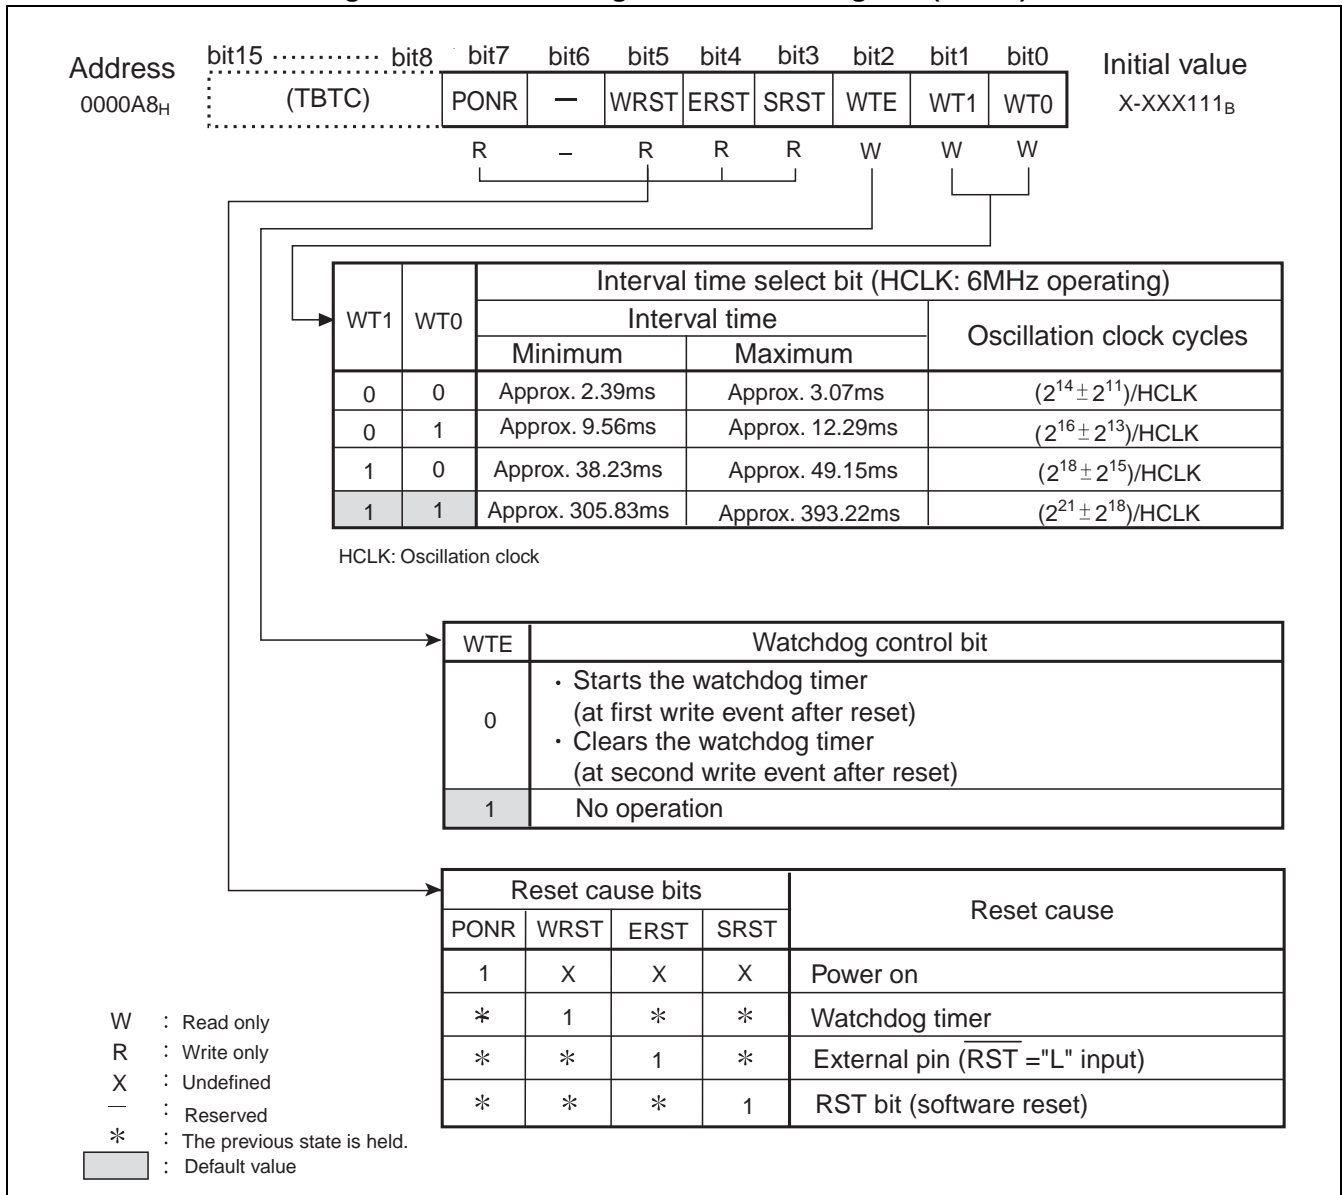 Address bit15 ············ bit8 bit7 bit6 bit5 bit4 bit3 bit2 bit1 bit0 Initial value
0000A8H (TBTC) PONR — WRST ERST SRST WTE WT1 WT0 X-XXX111B
R – R R R W W W
WT1 WT0 Interval time select bit (HCLK: 6MHz operating)
Interval time Oscillation clock cycles
Minimum Maximum
0 0 Approx. 2.39ms Approx. 3.07ms (2^14 ± 2^11)/HCLK
0 1 Approx. 9.56ms Approx. 12.29ms (2^16 ± 2^13)/HCLK
1 0 Approx. 38.23ms Approx. 49.15ms (2^18 ± 2^15)/HCLK
1 1 Approx. 305.83ms Approx. 393.22ms (2^21 ± 2^18)/HCLK
HCLK: Oscillation clock
WTE Watchdog control bit
0
· Starts the watchdog timer
(at first write event after reset)
· Clears the watchdog timer
(at second write event after reset)
1 No operation
Reset cause bits Reset cause
PONR WRST ERST SRST
1 X X X Power on
* 1 * * Watchdog timer
* * 1 * External pin (R̅S̅T̅ ="L" input)
* * * 1 RST bit (software reset)
W : Read only
R : Write only
X : Undefined
— : Reserved
* : The previous state is held.
: Default value